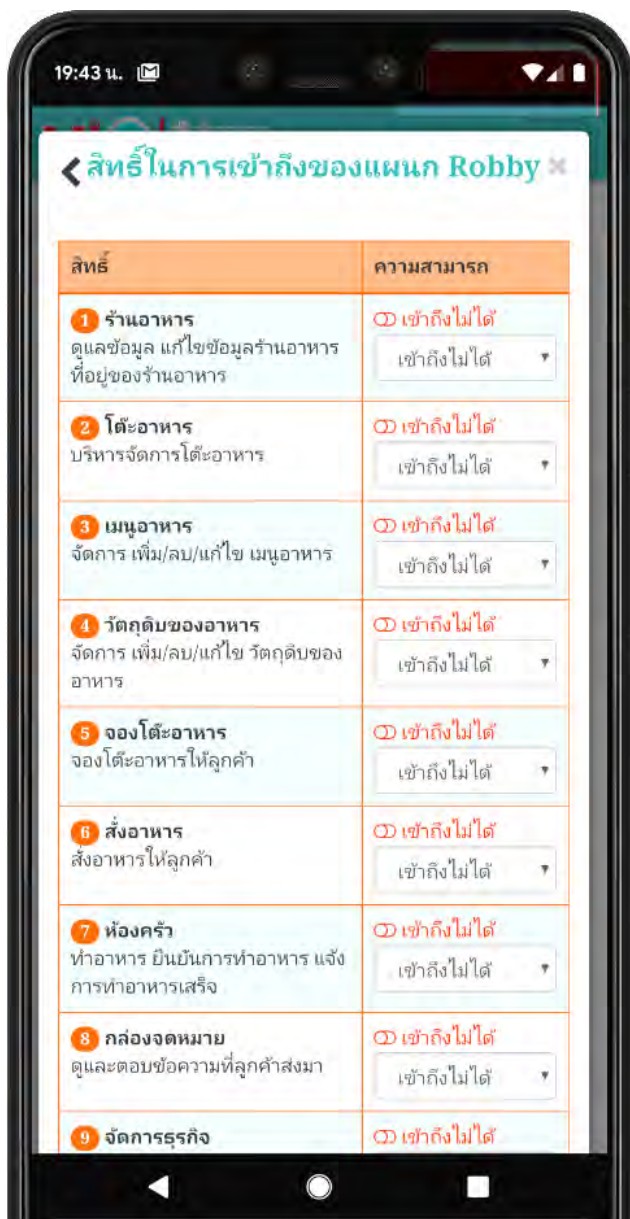 19:43 น.
สิทธิ์ในการเข้าถึงของแผนก Robby ×
สิทธิ์
ความสามารถ
1 ร้านอาหาร
ดูแลข้อมูล แก้ไขข้อมูลร้านอาหาร
ที่อยู่ของร้านอาหาร
เข้าถึงไม่ได้
เข้าถึงไม่ได้
2 โต๊ะอาหาร
บริหารจัดการโต๊ะอาหาร
เข้าถึงไม่ได้
เข้าถึงไม่ได้
3 เมนูอาหาร
จัดการ เพิ่ม/ลบ/แก้ไข เมนูอาหาร
เข้าถึงไม่ได้
เข้าถึงไม่ได้
4 วัตถุดิบของอาหาร
จัดการ เพิ่ม/ลบ/แก้ไข วัตถุดิบของ
อาหาร
เข้าถึงไม่ได้
เข้าถึงไม่ได้
5 จองโต๊ะอาหาร
จองโต๊ะอาหารให้ลูกค้า
เข้าถึงไม่ได้
เข้าถึงไม่ได้
6 สั่งอาหาร
สั่งอาหารให้ลูกค้า
เข้าถึงไม่ได้
เข้าถึงไม่ได้
7 ห้องครัว
ทำอาหาร ยืนยันการทำอาหาร แจ้ง
การทำอาหารเสร็จ
เข้าถึงไม่ได้
เข้าถึงไม่ได้
8 กล่องจดหมาย
ดูและตอบข้อความที่ลูกค้าส่งมา
เข้าถึงไม่ได้
เข้าถึงไม่ได้
9 จัดการธุรกิจ
เข้าถึงไม่ได้